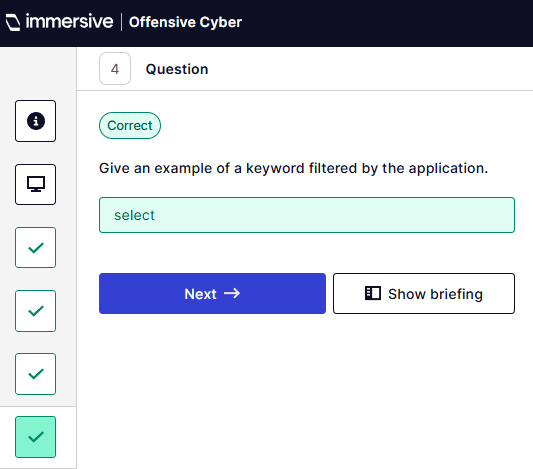 immersive | Offensive Cyber
4 Question
Correct
Give an example of a keyword filtered by the application.
select
Next →
Show briefing